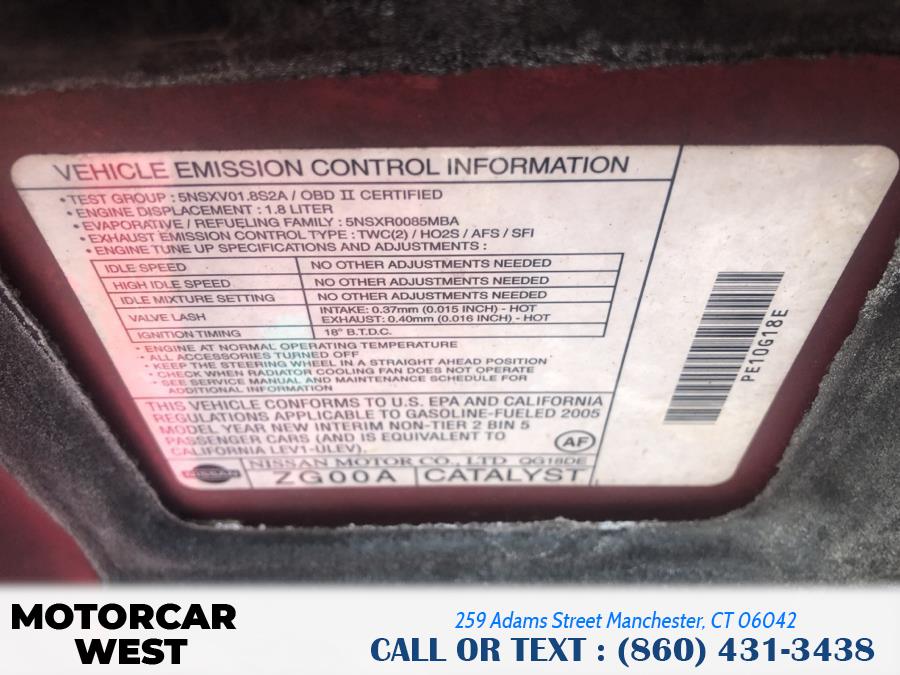 VEHICLE EMISSION CONTROL INFORMATION
• TEST GROUP : 5NSXV01.8S2A / OBD II CERTIFIED
• ENGINE DISPLACEMENT : 1.8 LITER
• EVAPORATIVE / REFUELING FAMILY : 5NSXR0085MBA
• EXHAUST EMISSION CONTROL TYPE : TWC(2) / HO2S / AFS / SFI
• ENGINE TUNE UP SPECIFICATIONS AND ADJUSTMENTS :
IDLE SPEED NO OTHER ADJUSTMENTS NEEDED
HIGH IDLE SPEED NO OTHER ADJUSTMENTS NEEDED
IDLE MIXTURE SETTING NO OTHER ADJUSTMENTS NEEDED
VALVE LASH INTAKE: 0.37mm (0.015 INCH) - HOT
EXHAUST: 0.40mm (0.016 INCH) - HOT
IGNITION TIMING 18° B.T.D.C.
• ENGINE AT NORMAL OPERATING TEMPERATURE
• ALL ACCESSORIES TURNED OFF
• KEEP THE STEERING WHEEL IN A STRAIGHT AHEAD POSITION
• CHECK WHEN RADIATOR COOLING FAN DOES NOT OPERATE
• SEE SERVICE MANUAL AND MAINTENANCE SCHEDULE FOR
ADDITIONAL INFORMATION
THIS VEHICLE CONFORMS TO U.S. EPA AND CALIFORNIA
REGULATIONS APPLICABLE TO GASOLINE-FUELED 2005
MODEL YEAR NEW INTERIM NON-TIER 2 BIN 5
PASSENGER CARS (AND IS EQUIVALENT TO
CALIFORNIA LEV1-ULEV).
AF
NISSAN
NISSAN MOTOR CO., LTD QG18DE
ZG00A CATALYST
PE10G18E
MOTORCAR
WEST
259 Adams Street Manchester, CT 06042
CALL OR TEXT : (860) 431-3438